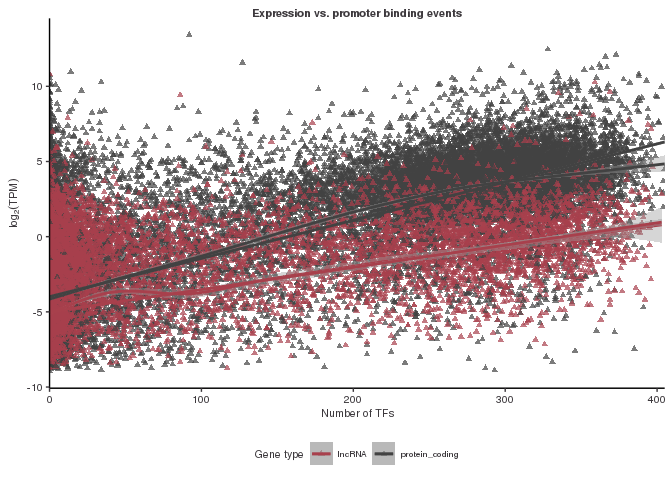 Expression vs. promoter binding events
log2(TPM)
10
5
0
-5
-10
0 100 200 300 400
Number of TFs
Gene type lncRNA protein_coding